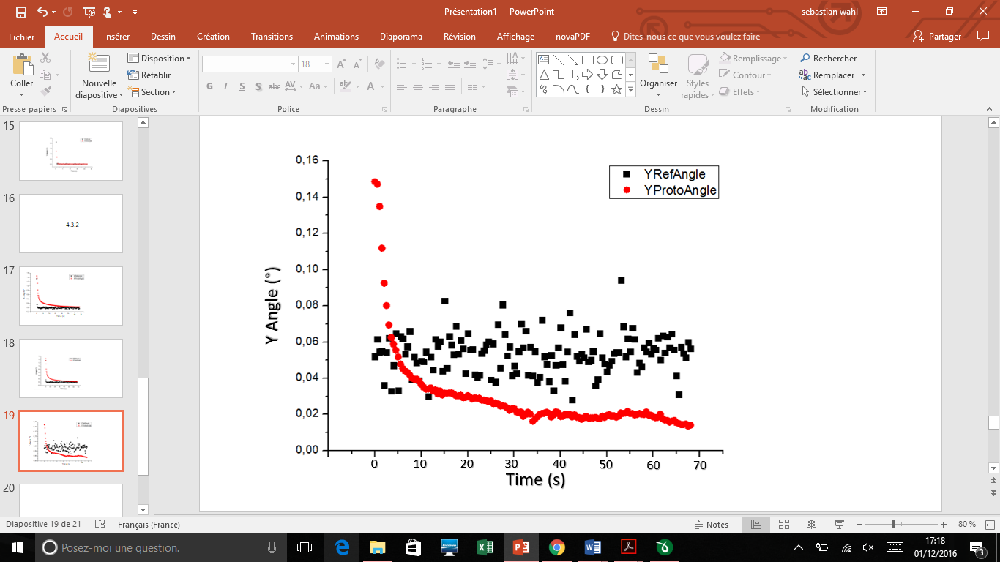 Présentation1 - PowerPoint
sebastian wahl
Fichier Accueil Insérer Dessin Création Transitions Animations Diaporama Révision Affichage novaPDF Dites-nous ce que vous voulez faire Partager
Coller
Presse-papiers
Nouvelle diapositive
Disposition
Rétablir
Section
Diapositives
18
G I S S abc AV Aa A
Police
Paragraphe
Organiser
Styles rapides
Remplissage
Contour
Effets
Dessin
Rechercher
Remplacer
Sélectionner
Modification
15
16
4.3.2
17
18
19
20
0,16
0,14
0,12
0,10
0,08
0,06
0,04
0,02
0,00
Y Angle (°)
YRefAngle
YProtoAngle
0 10 20 30 40 50 60 70
Time (s)
Diapositive 19 de 21 Français (France) Notes 80 %
Posez-moi une question.
17:18
01/12/2016
3